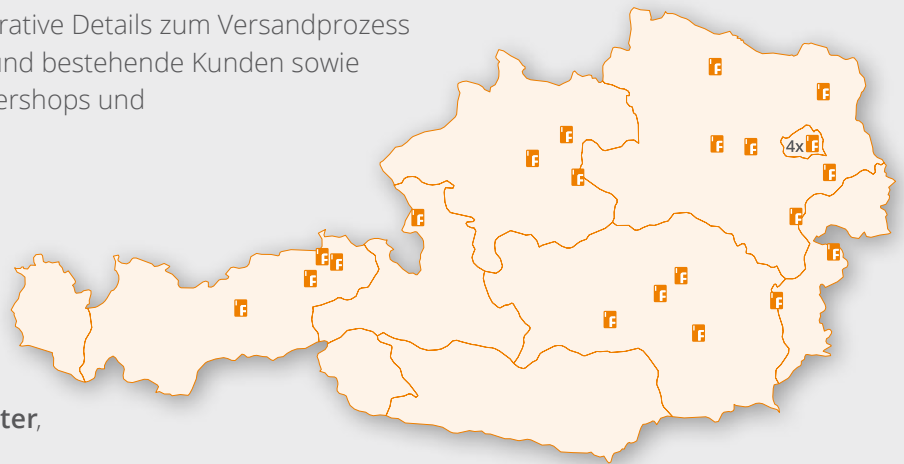 rative Details zum Versandprozess
und bestehende Kunden sowie
ershops und
4x
ter,